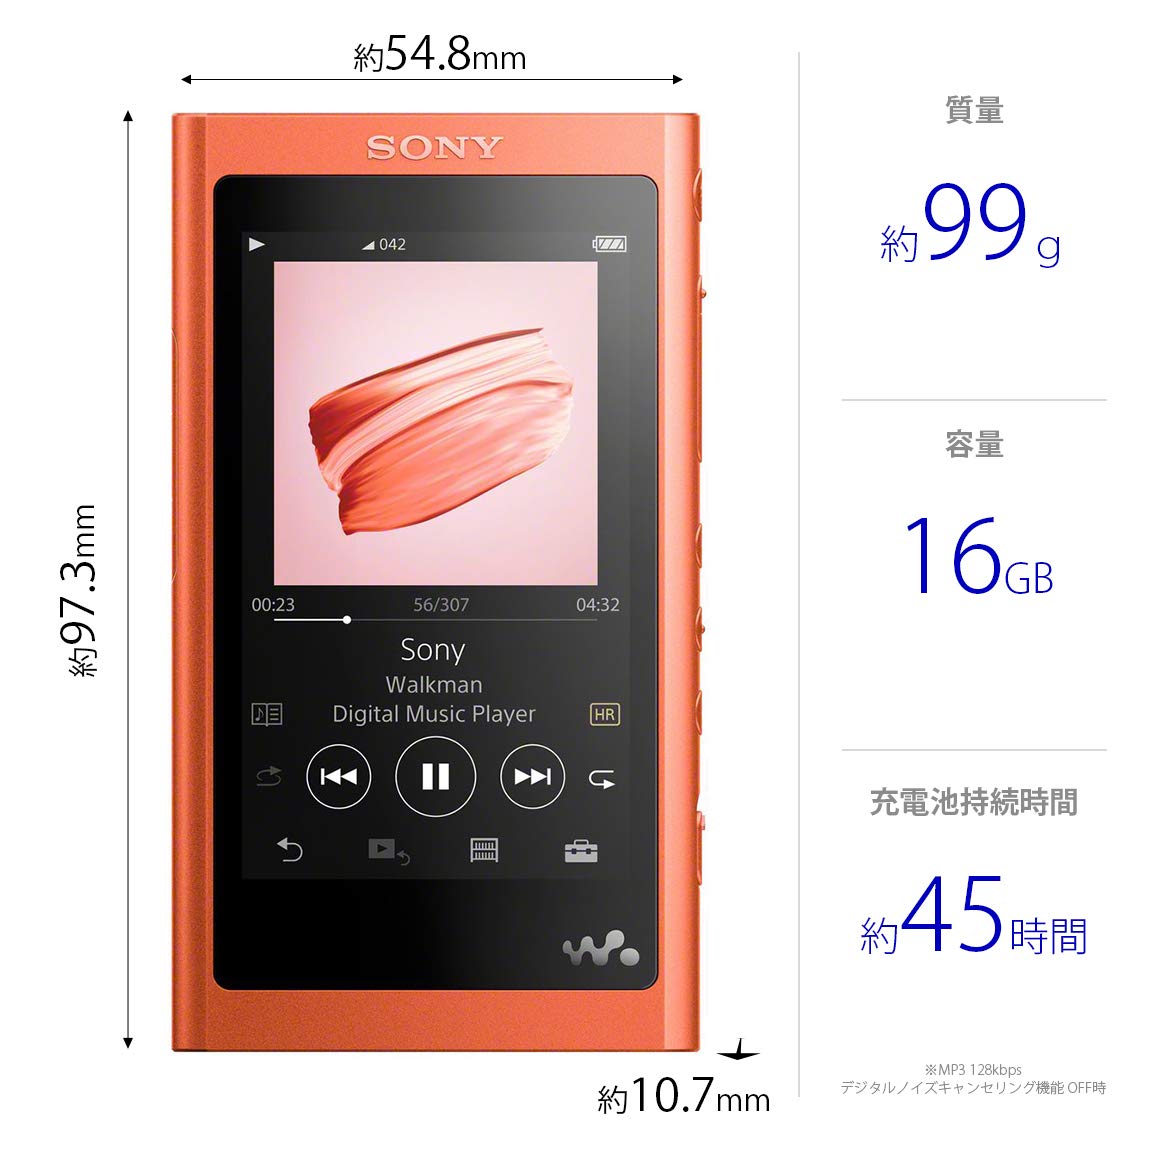 約54.8mm
約97.3mm
SONY
042
00:23 56/307 04:32
Sony
Walkman
Digital Music Player
HR
約10.7mm
質量
約99g
容量
16GB
充電池持続時間
約45時間
※MP3 128kbps
デジタルノイズキャンセリング機能 OFF時